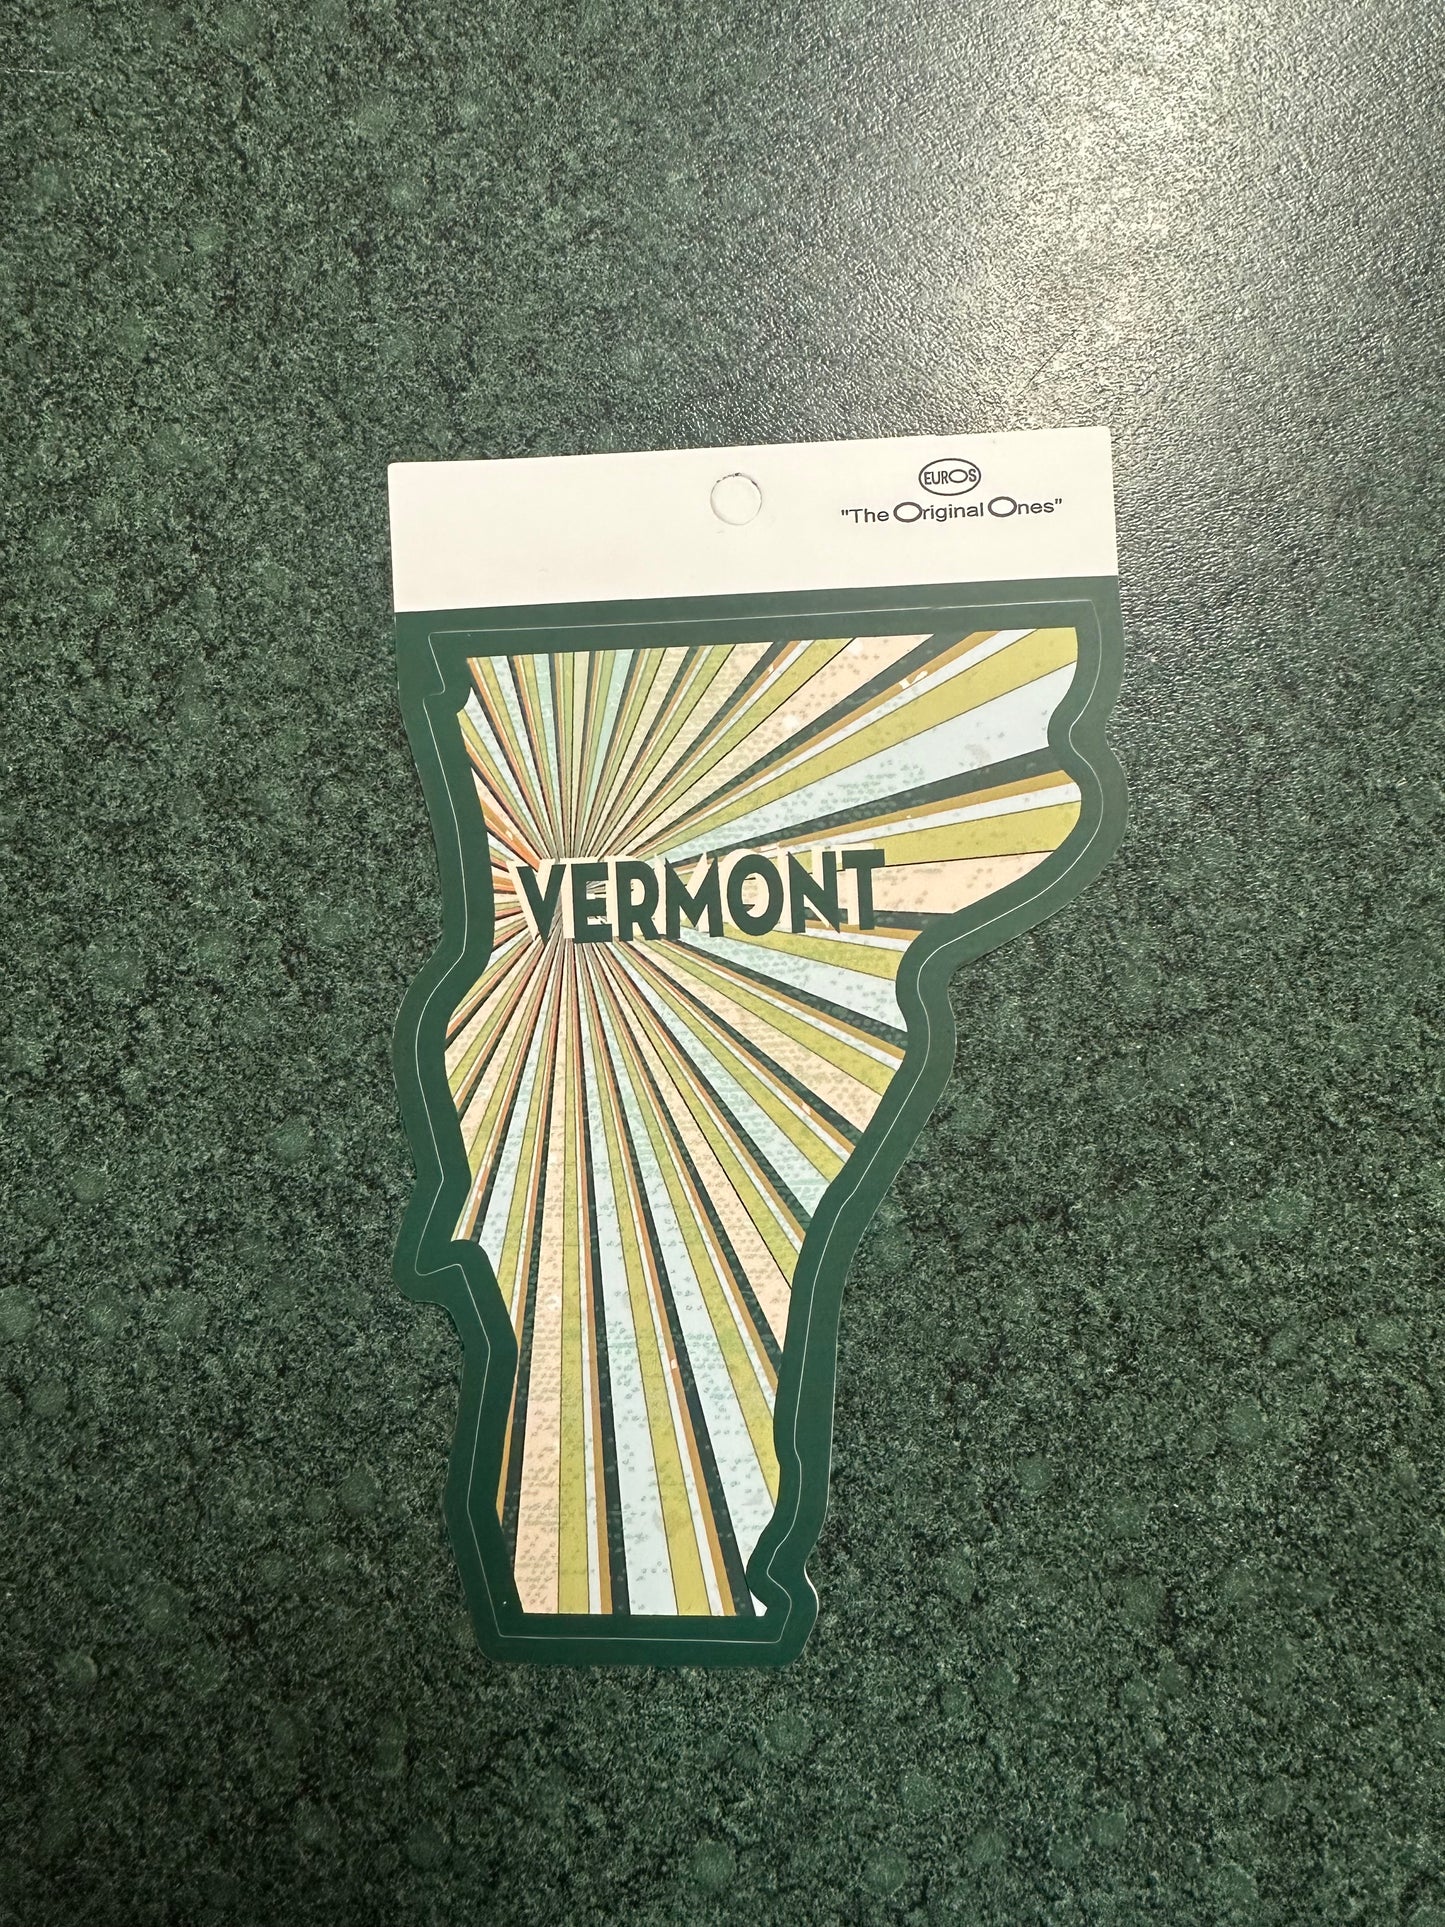 EUROS
"The Original Ones"
VERMONT